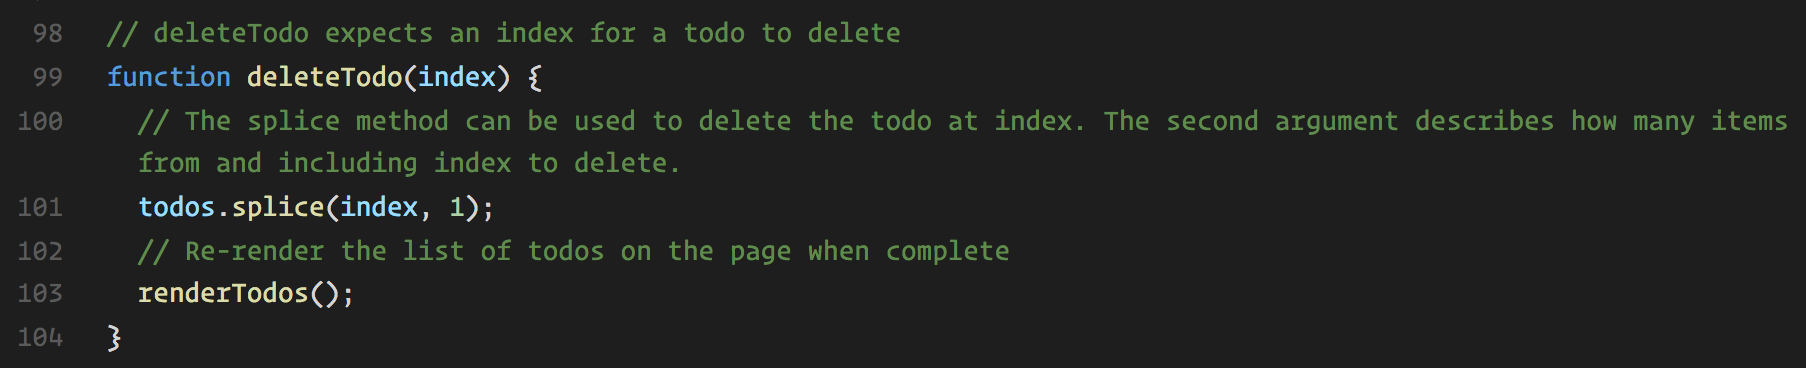 98 // deleteTodo expects an index for a todo to delete
99 function deleteTodo(index) {
100 // The splice method can be used to delete the todo at index. The second argument describes how many items
from and including index to delete.
101 todos.splice(index, 1);
102 // Re-render the list of todos on the page when complete
103 renderTodos();
104 }